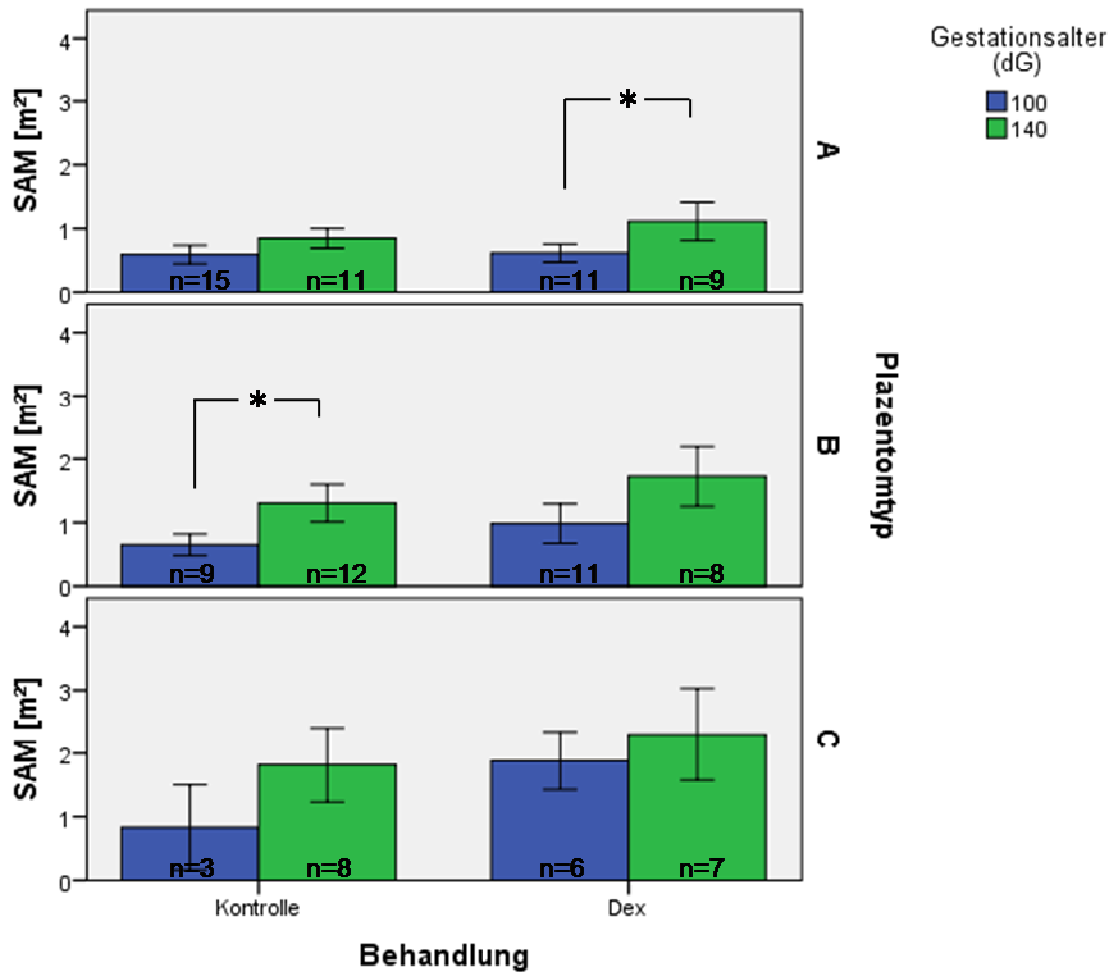 Gestationsalter
(dG)
100
140
SAM [m²]
4
3
2
1
0
*
n=15 n=11 n=11 n=9
A
SAM [m²]
4
3
2
1
0
*
n=9 n=12 n=11 n=8
B
Plazentomtyp
SAM [m²]
4
3
2
1
0
n=3 n=8 n=6 n=7
C
Kontrolle Dex
Behandlung